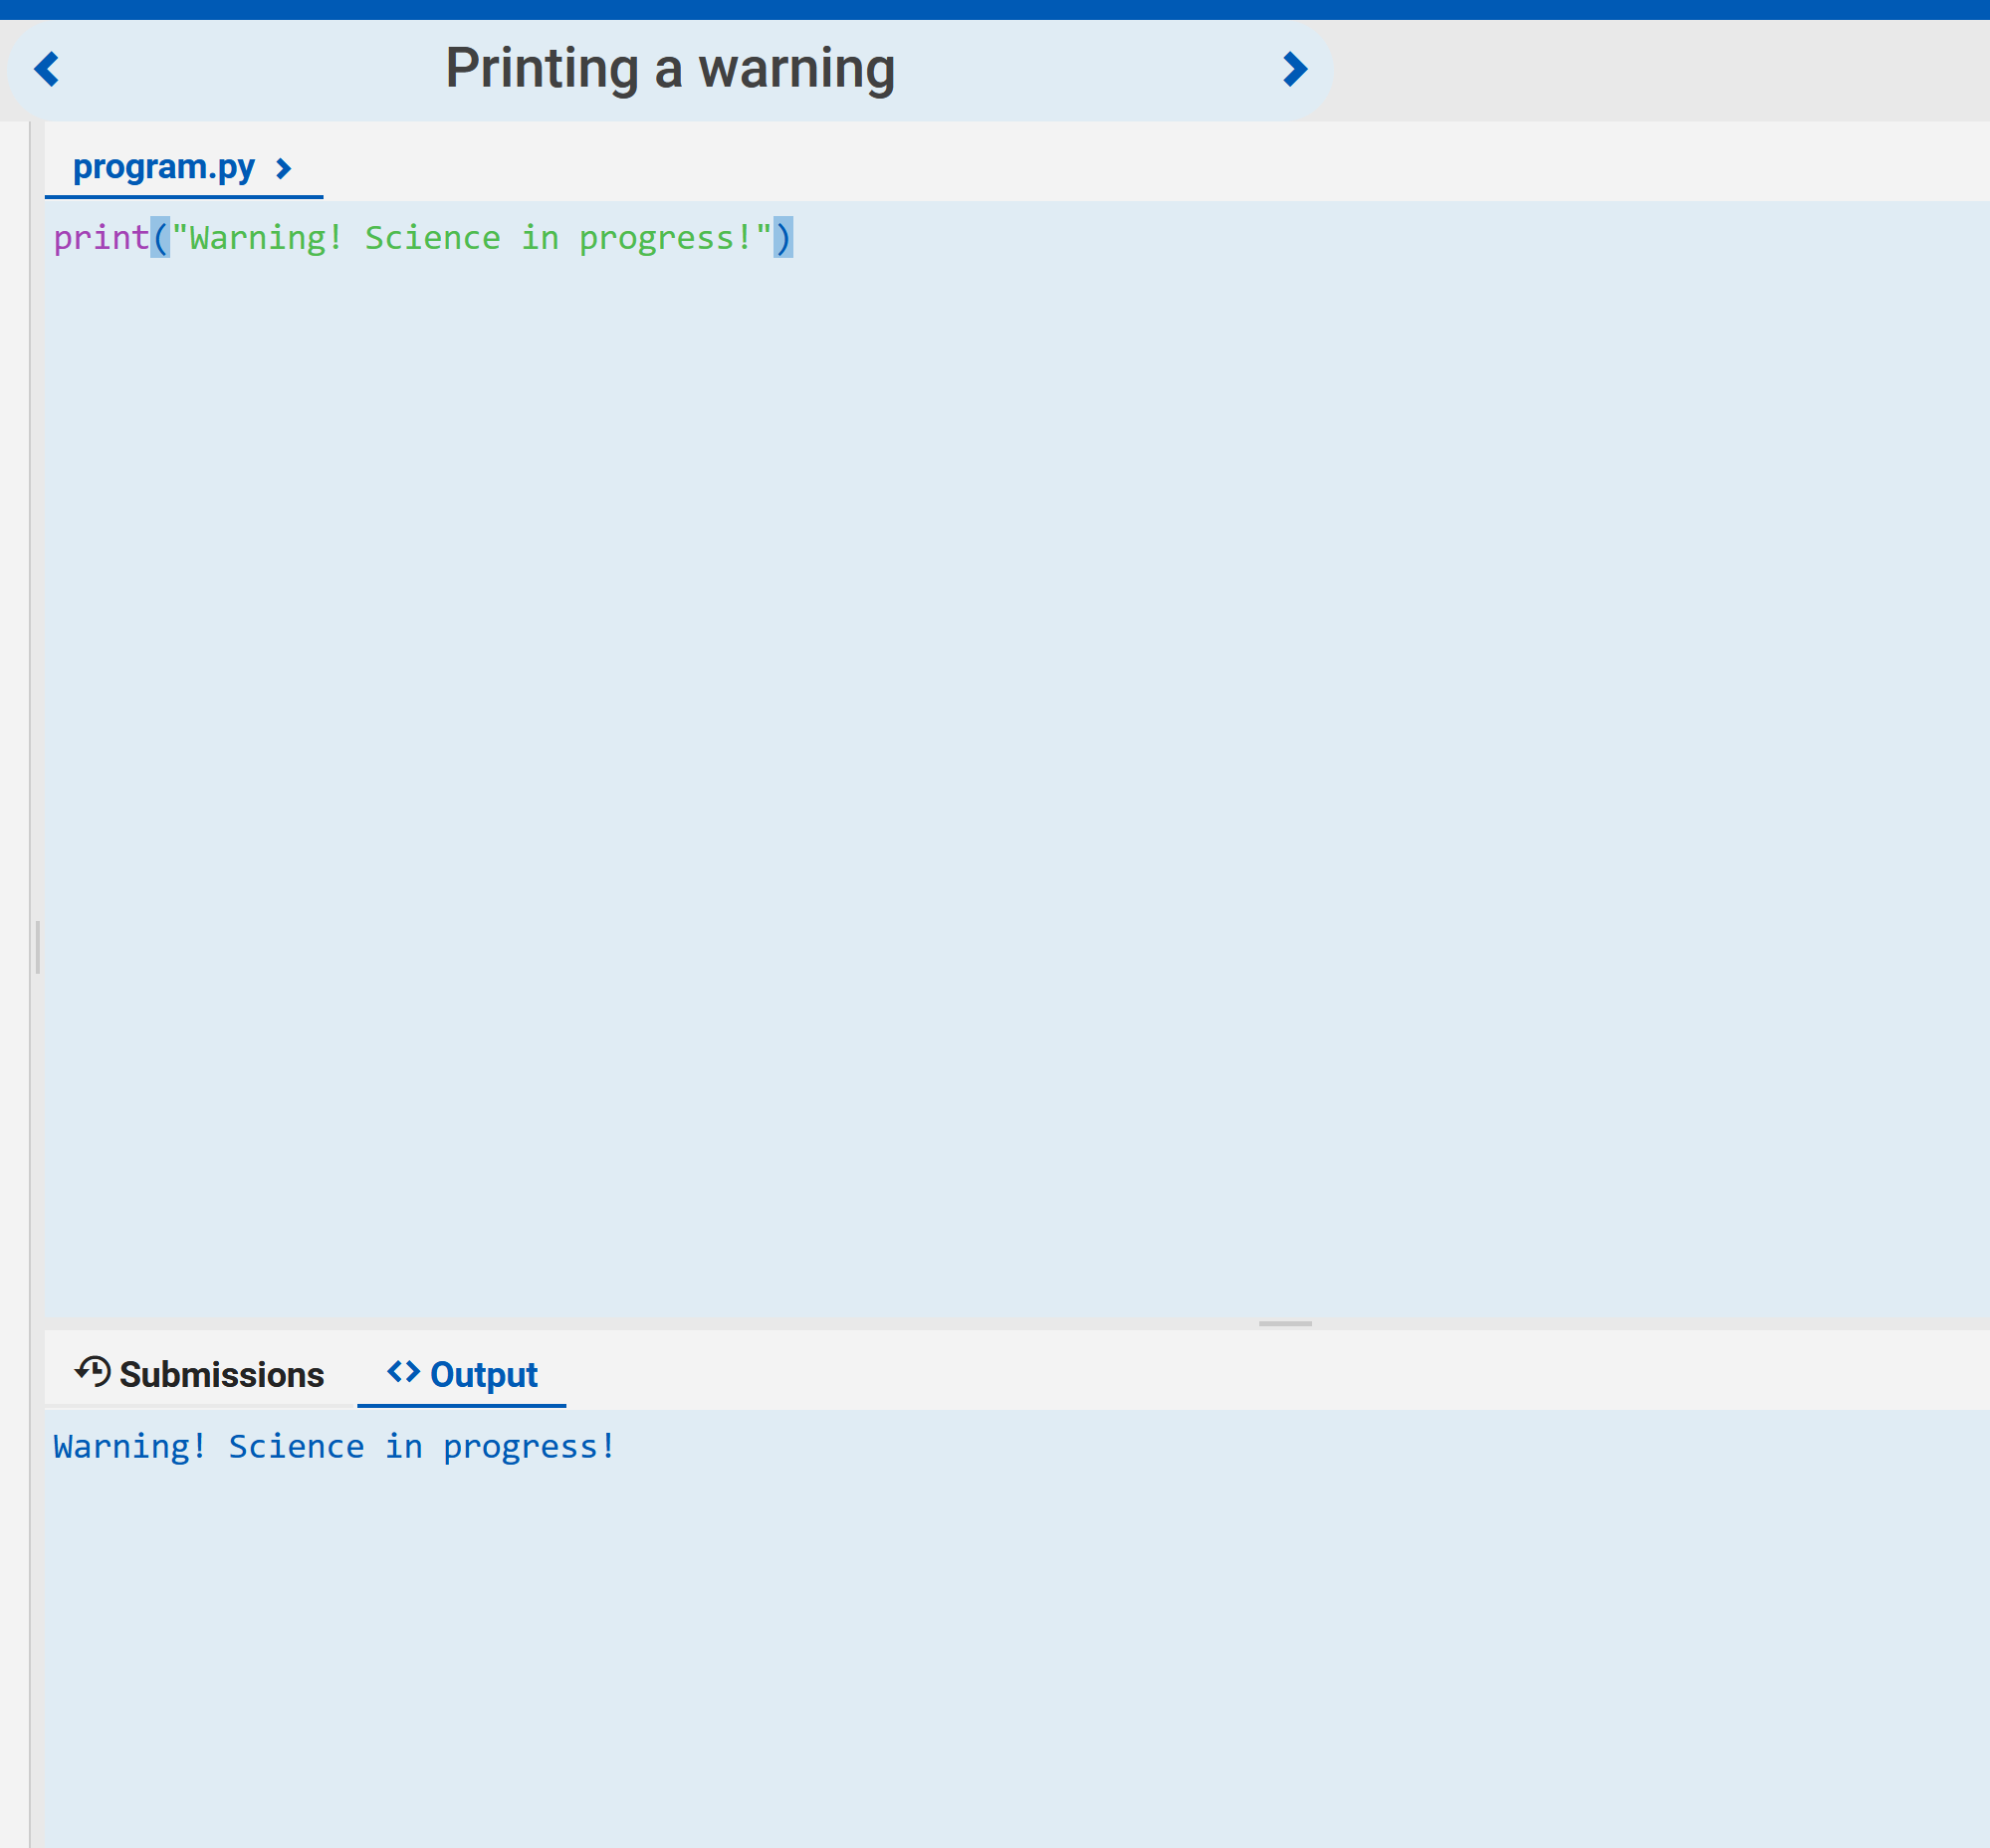 Printing a warning
program.py
print("Warning! Science in progress!")
Submissions
Output
Warning! Science in progress!